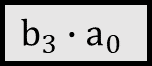 b₃ · a₀